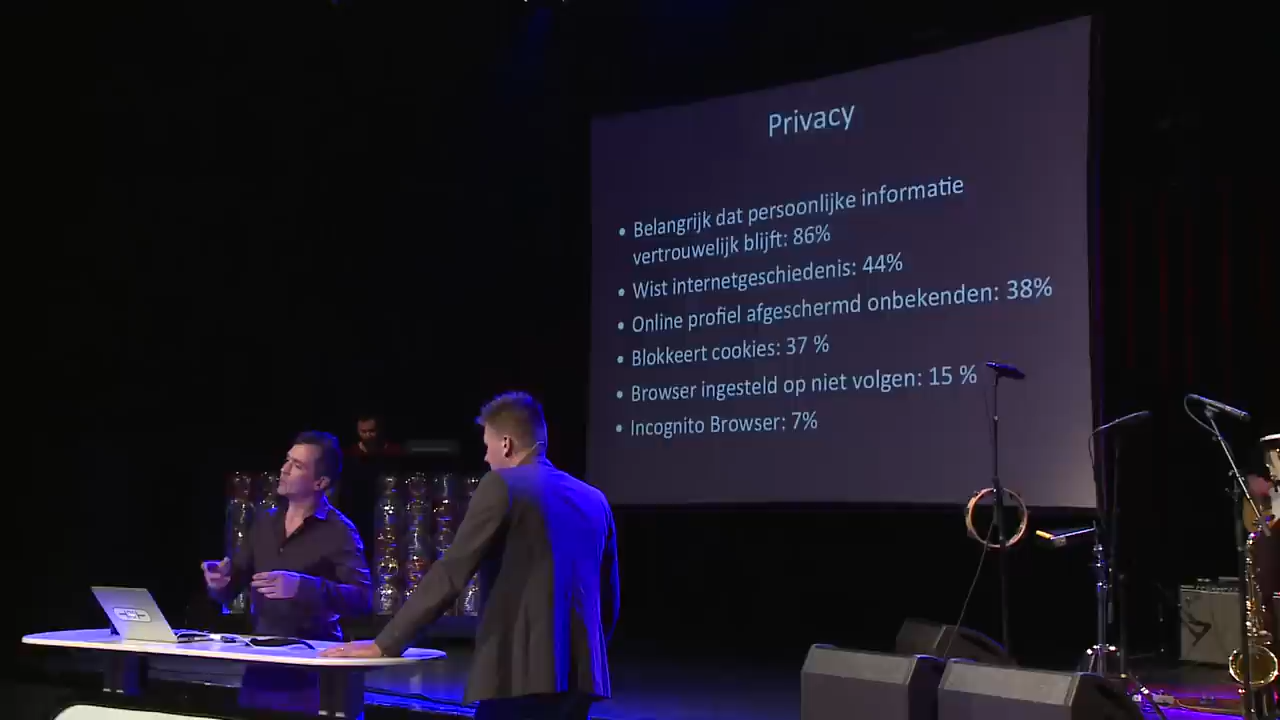 Privacy
• Belangrijk dat persoonlijke informatie
vertrouwelijk blijft: 86%
• Wist internetgeschiedenis: 44%
• Online profiel afgeschermd onbekenden: 38%
• Blokkeert cookies: 37 %
• Browser ingesteld op niet volgen: 15 %
• Incognito Browser: 7%